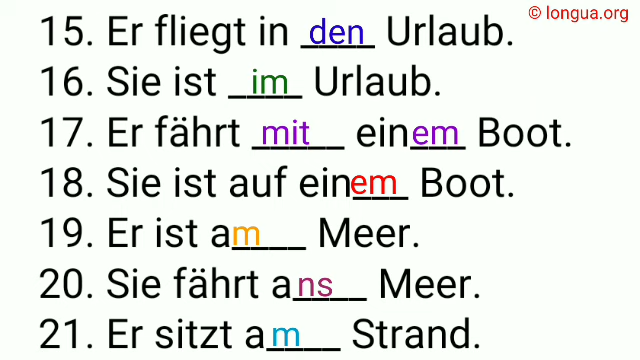 © longua.org
15. Er fliegt in den Urlaub.
16. Sie ist im Urlaub.
17. Er fährt mit einem Boot.
18. Sie ist auf einem Boot.
19. Er ist am Meer.
20. Sie fährt ans Meer.
21. Er sitzt am Strand.